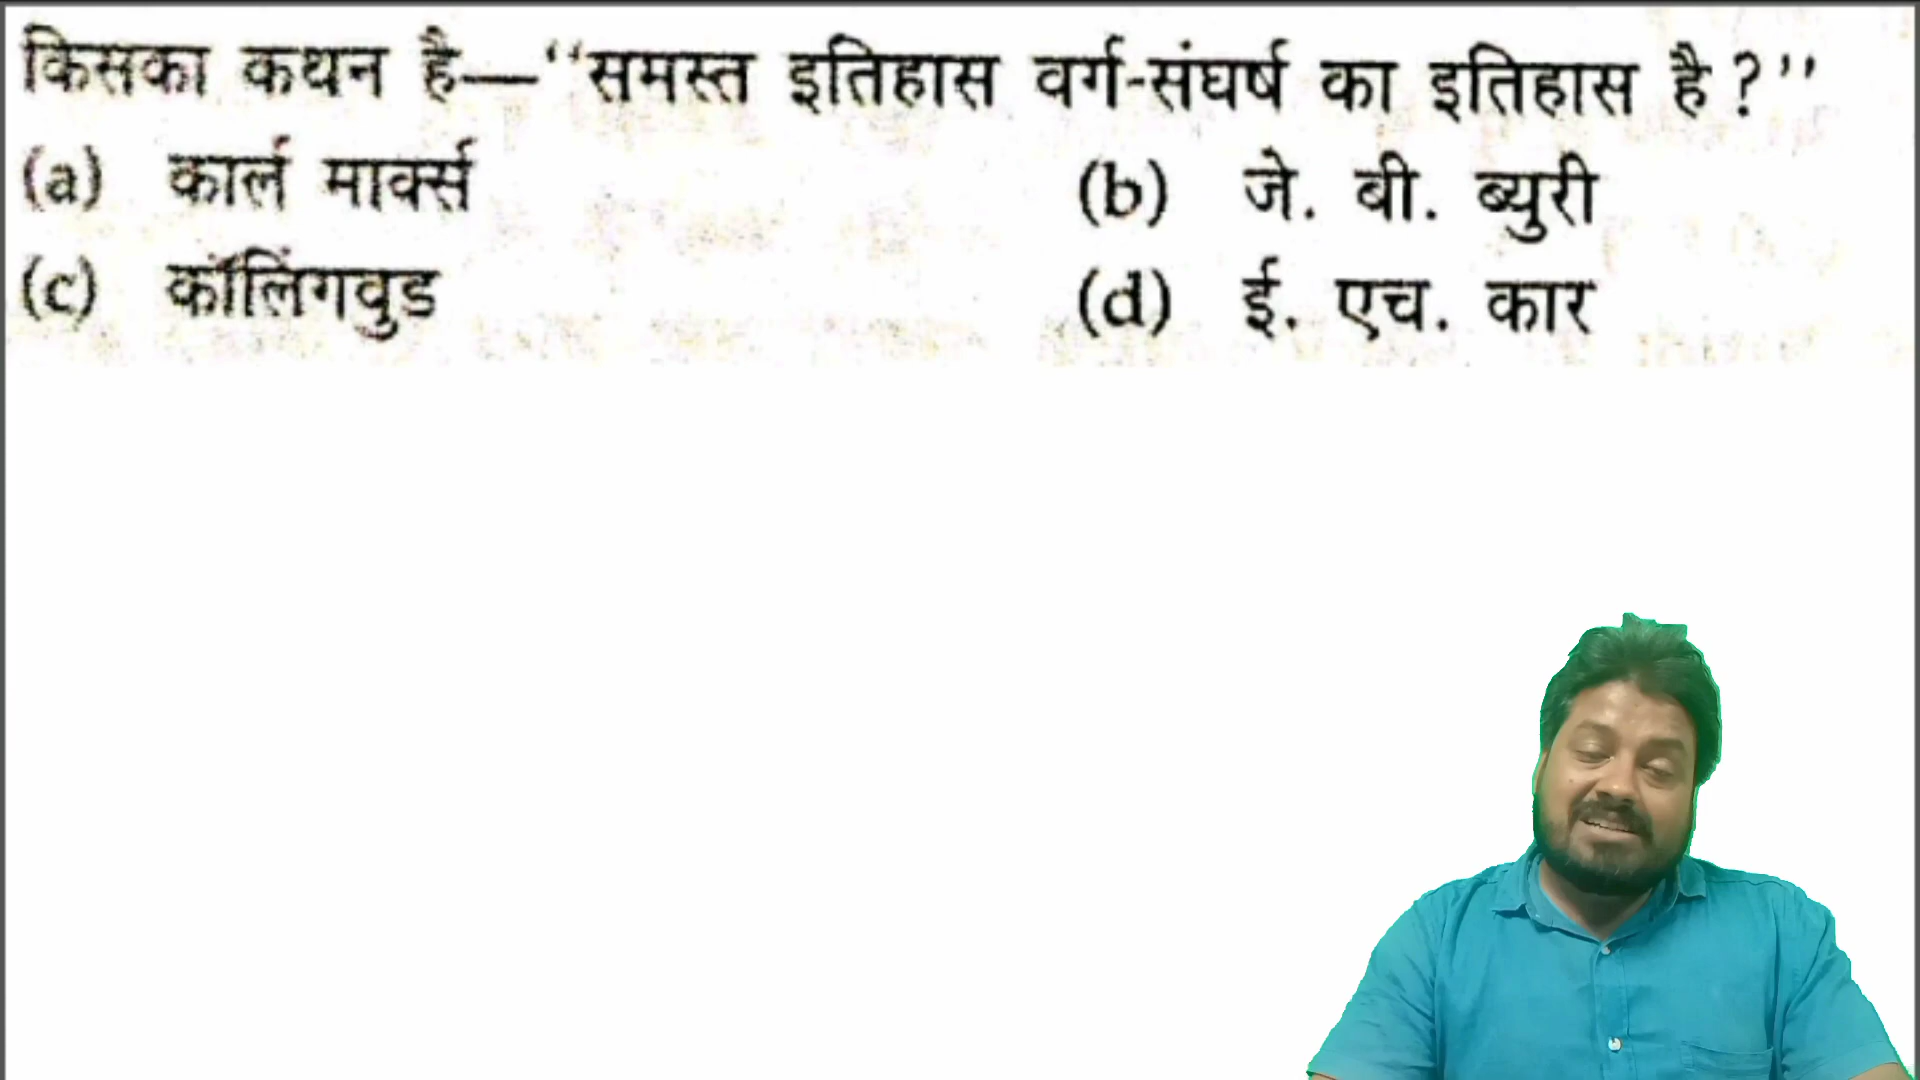 किसका कथन है—‘‘समस्त इतिहास वर्ग-संघर्ष का इतिहास है ?’’
(a) कार्ल मार्क्स (b) जे. बी. ब्युरी
(c) कॉलिंगवुड (d) ई. एच. कार